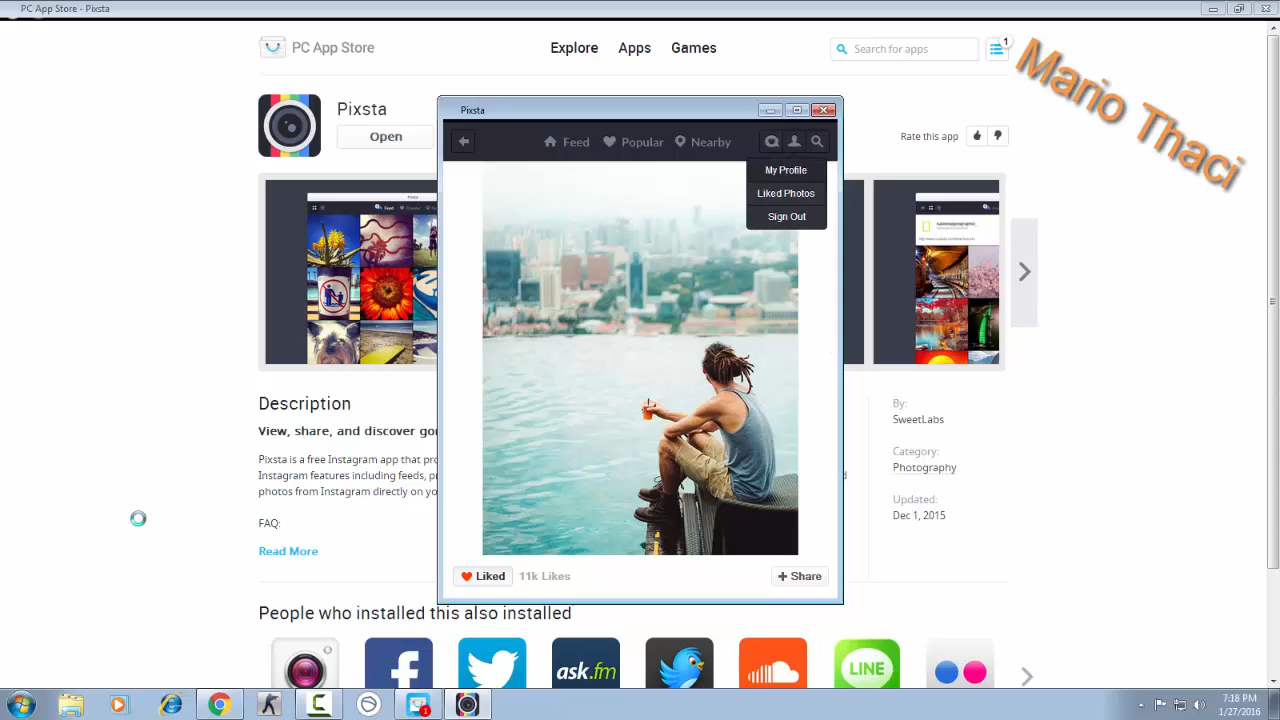 PC App Store - Pixsta
PC App Store
Explore
Apps
Games
Search for apps
1
Mario Thaci
Pixsta
Open
Rate this app
Pixsta
Feed
Popular
Nearby
My Profile
Liked Photos
Sign Out
Liked
11k Likes
Share
Description
View, share, and discover go
Pixsta is a free Instagram app that pr
Instagram features including feeds, p
photos from Instagram directly on yo
FAQ:
Read More
By:
SweetLabs
Category:
Photography
Updated:
Dec 1, 2015
People who installed this also installed
ask.fm
LINE
1
7:18 PM
1/27/2016